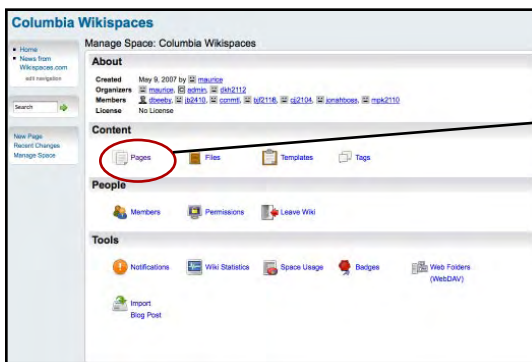 Columbia Wikispaces
Home
News from
Wikispaces.com
edit navigation
Search
New Page
Recent Changes
Manage Space
Manage Space: Columbia Wikispaces
About
Created May 9, 2007 by maurice
Organizers maurice, admin, dkh2112
Members dbeeby, jb2410, ccnmtl, tsf2116, cj2104, jonahboss, mpk2110
License No License
Content
Pages Files Templates Tags
People
Members Permissions Leave Wiki
Tools
Notifications Wiki Statistics Space Usage Badges Web Folders
(WebDAV)
Import
Blog Post